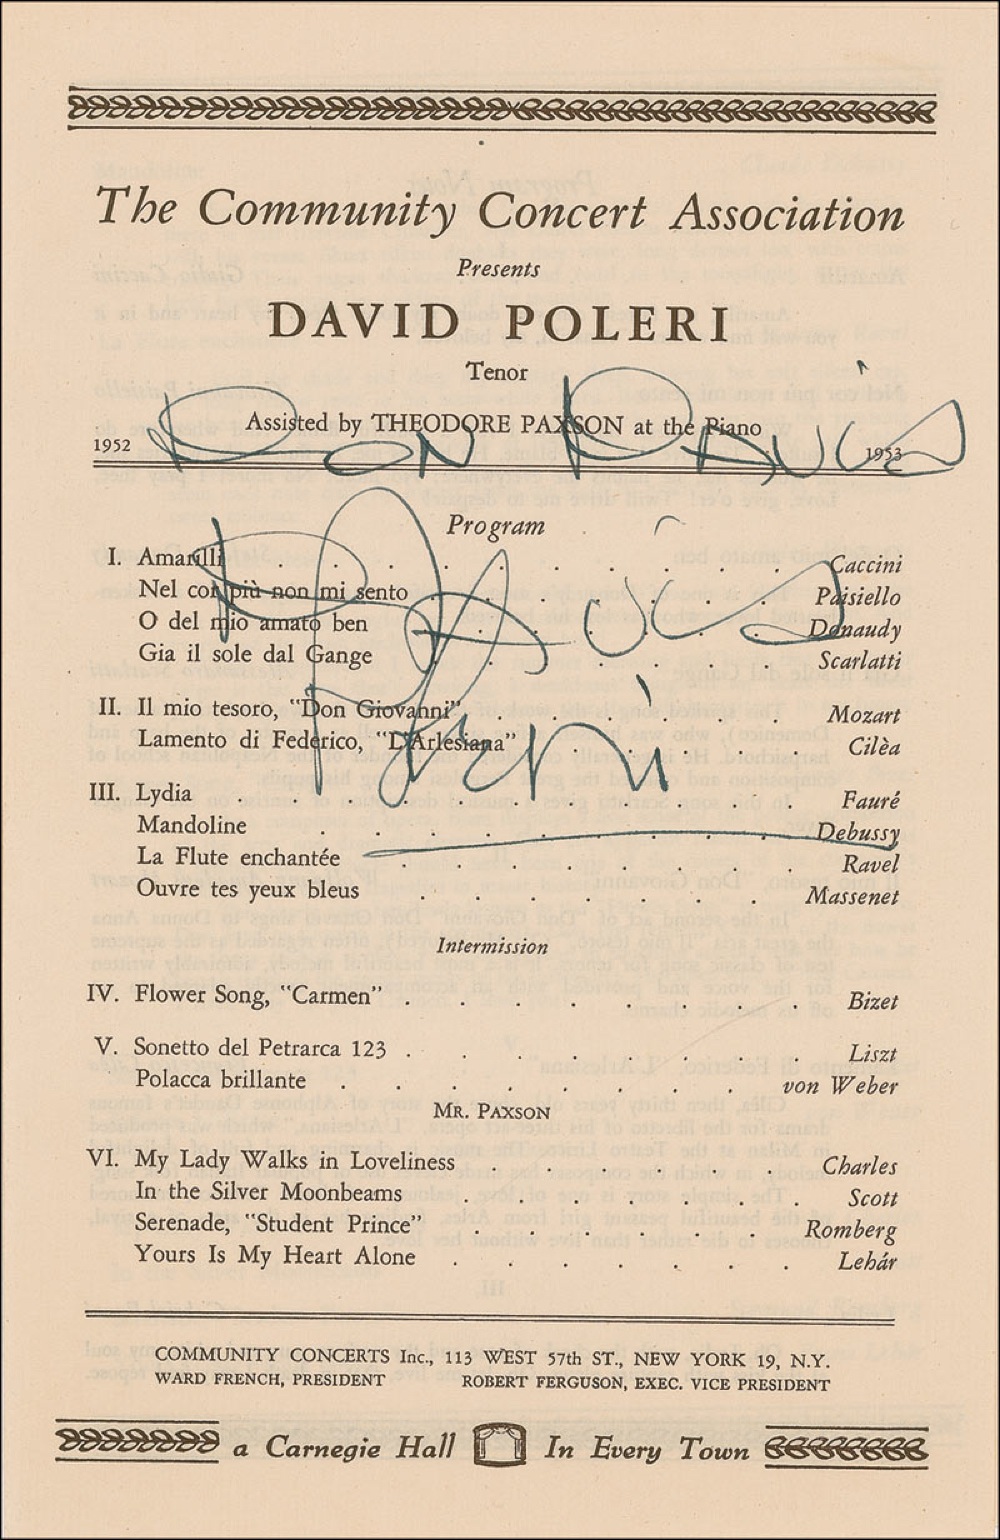 The Community Concert Association
Presents
DAVID POLERI
Tenor
Assisted by THEODORE PAXSON at the Piano
1952 1953
Don David
Program
David
Poleri
I. Amarilli Caccini
Nel cor più non mi sento Paisiello
O del mio amato ben Donaudy
Gia il sole dal Gange Scarlatti
II. Il mio tesoro, "Don Giovanni" Mozart
Lamento di Federico, "L'Arlesiana" Cilèa
III. Lydia Fauré
Mandoline Debussy
La Flute enchantée Ravel
Ouvre tes yeux bleus Massenet
Intermission
IV. Flower Song, "Carmen" Bizet
V. Sonetto del Petrarca 123 Liszt
Polacca brillante von Weber
MR. PAXSON
VI. My Lady Walks in Loveliness Charles
In the Silver Moonbeams Scott
Serenade, "Student Prince" Romberg
Yours Is My Heart Alone Lehár
COMMUNITY CONCERTS Inc., 113 WEST 57th ST., NEW YORK 19, N.Y.
WARD FRENCH, PRESIDENT ROBERT FERGUSON, EXEC. VICE PRESIDENT
a Carnegie Hall In Every Town